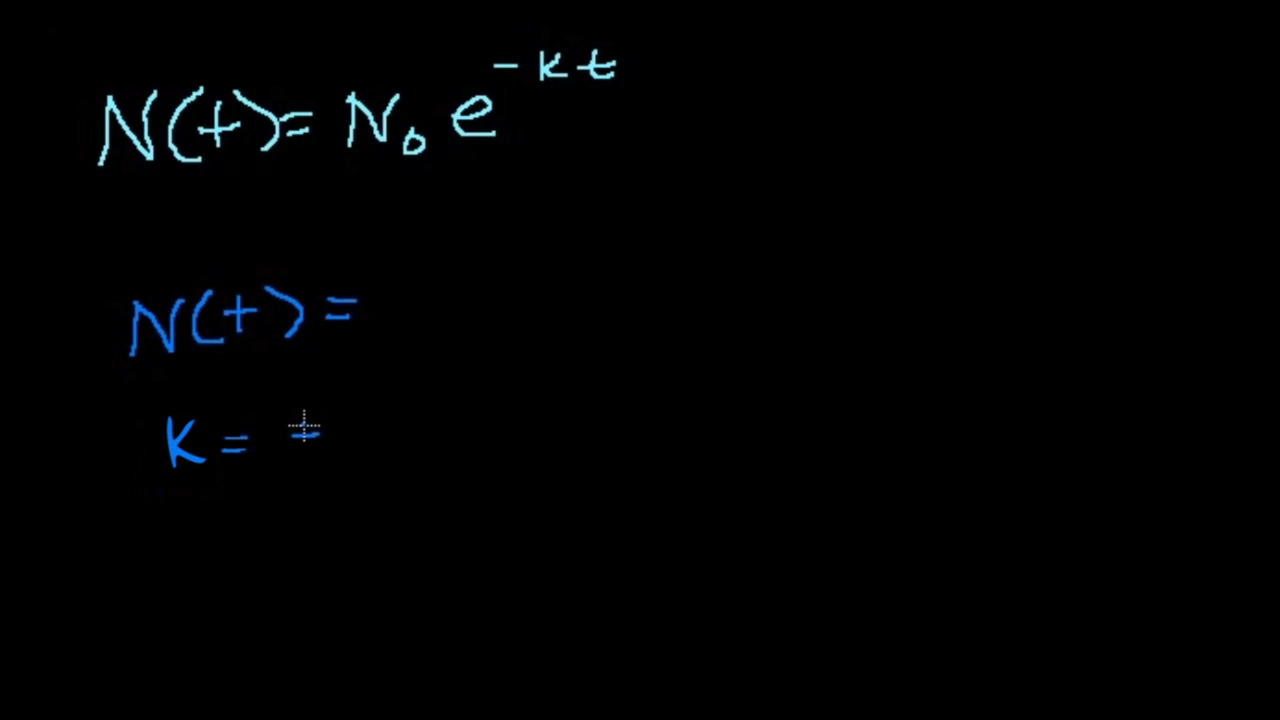 N(t)= N₀ e^{-kt}
N(t) =
K =